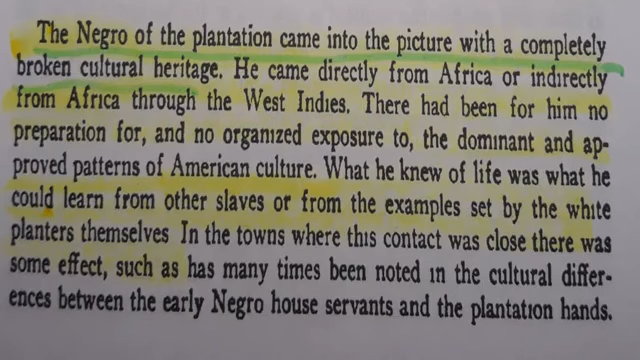 The Negro of the plantation came into the picture with a completely
broken cultural heritage. He came directly from Africa or indirectly
from Africa through the West Indies. There had been for him no
preparation for, and no organized exposure to, the dominant and ap-
proved patterns of American culture. What he knew of life was what he
could learn from other slaves or from the examples set by the white
planters themselves In the towns where this contact was close there was
some effect, such as has many times been noted in the cultural differ-
ences between the early Negro house servants and the plantation hands.